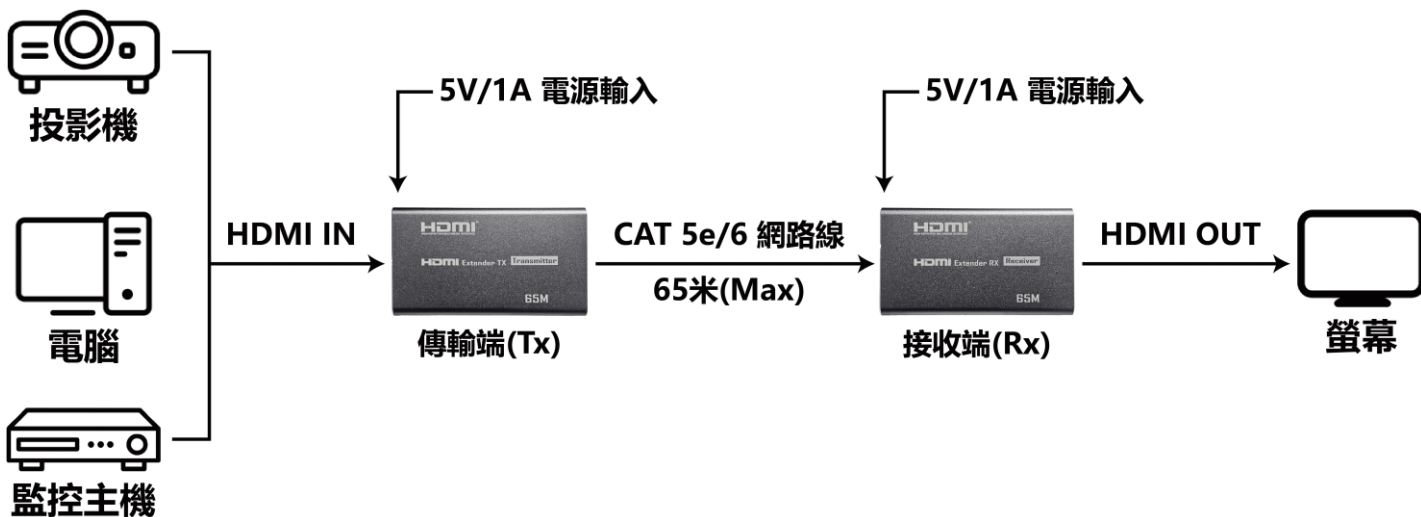 投影機
電腦
監控主機
HDMI IN
5V/1A 電源輸入
HDMI
HDMI Extender TX Transmitter
65M
傳輸端(Tx)
CAT 5e/6 網路線
65米(Max)
5V/1A 電源輸入
HDMI
HDMI Extender RX Receiver
65M
接收端(Rx)
HDMI OUT
螢幕